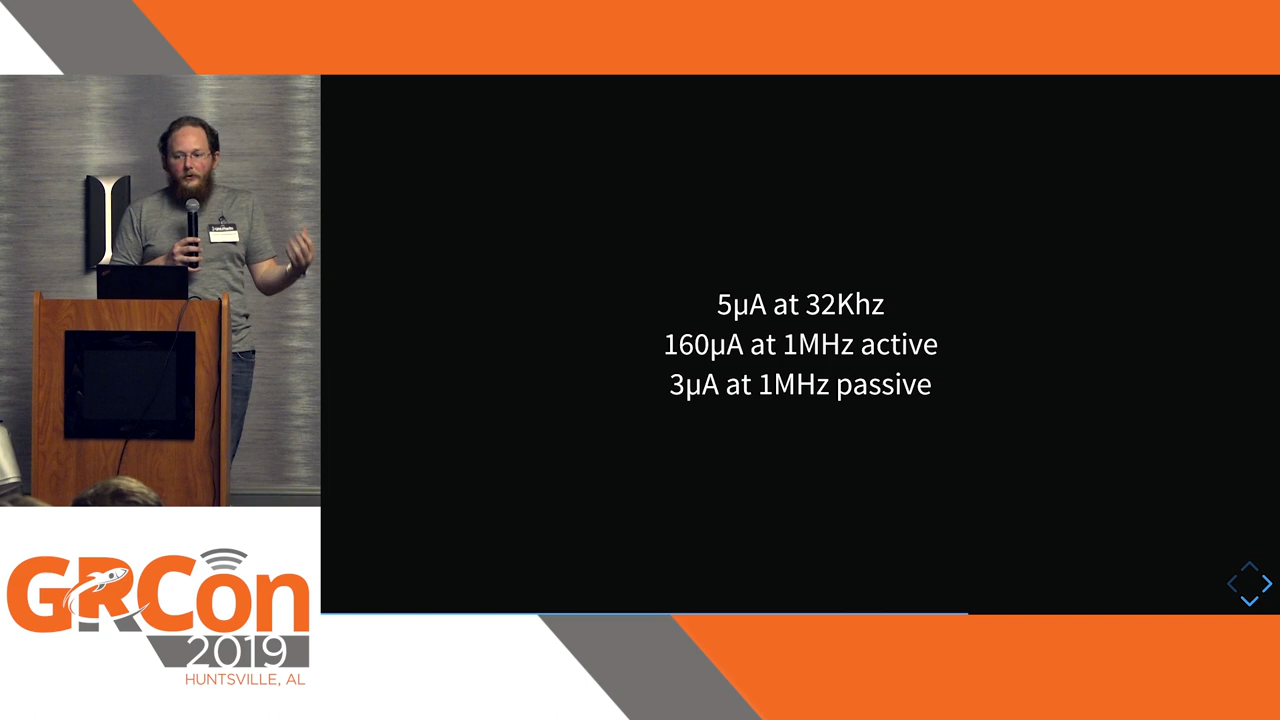 5µA at 32Khz
160µA at 1MHz active
3µA at 1MHz passive
GRCon
2019
HUNTSVILLE, AL